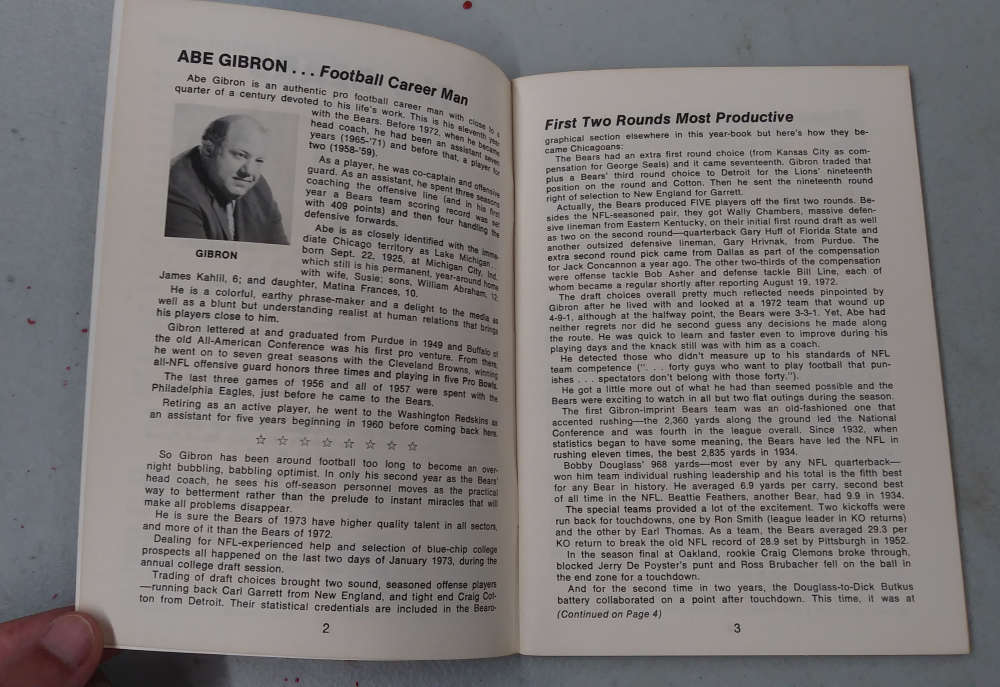 ABE GIBRON . . . Football Career Man
Abe Gibron is an authentic pro football career man with close to a
quarter of a century devoted to his life's work. This is his eleventh year
with the Bears. Before 1972, when he became
head coach, he had been an assistant seven
years (1965-'71) and before that, a player for
two (1958-'59).
As a player, he was co-captain and offensive
guard. As an assistant, he spent three seasons
coaching the offensive line (and in his first
year a Bears team scoring record was set
with 409 points) and then four handling the
defensive forwards.
Abe is as closely identified with the imme-
diate Chicago territory as Lake Michigan . .
born Sept. 22, 1925, at Michigan City, Ind.,
which still is his permanent, year-around home
with wife, Susie; sons, William Abraham, 12;
GIBRON
James Kahlil, 6; and daughter, Matina Frances, 10.
He is a colorful, earthy phrase-maker and a delight to the media as
well as a blunt but understanding realist at human relations that brings
his players close to him.
Gibron lettered at and graduated from Purdue in 1949 and Buffalo of
the old All-American Conference was his first pro venture. From there,
he went on to seven great seasons with the Cleveland Browns, winning
all-NFL offensive guard honors three times and playing in five Pro Bowls.
The last three games of 1956 and all of 1957 were spent with the
Philadelphia Eagles, just before he came to the Bears.
Retiring as an active player, he went to the Washington Redskins as
an assistant for five years beginning in 1960 before coming back here.
☆ ☆ ☆ ☆ ☆ ☆ ☆ ☆
So Gibron has been around football too long to become an over-
night bubbling, babbling optimist. In only his second year as the Bears'
head coach, he sees his off-season personnel moves as the practical
way to betterment rather than the prelude to instant miracles that will
make all problems disappear.
He is sure the Bears of 1973 have higher quality talent in all sectors,
and more of it than the Bears of 1972.
Dealing for NFL-experienced help and selection of blue-chip college
prospects all happened on the last two days of January 1973, during the
annual college draft session.
Trading of draft choices brought two sound, seasoned offense players
—running back Carl Garrett from New England, and tight end Craig Cot-
ton from Detroit. Their statistical credentials are included in the Bearo-
2
First Two Rounds Most Productive
graphical section elsewhere in this year-book but here's how they be-
came Chicagoans:
The Bears had an extra first round choice (from Kansas City as com-
pensation for George Seals) and it came seventeenth. Gibron traded that
plus a Bears' third round choice to Detroit for the Lions' nineteenth
position on the round and Cotton. Then he sent the nineteenth round
right of selection to New England for Garrett.
Actually, the Bears produced FIVE players off the first two rounds. Be-
sides the NFL-seasoned pair, they got Wally Chambers, massive defen-
sive lineman from Eastern Kentucky, on their initial first round draft as well
as two on the second round—quarterback Gary Huff of Florida State and
another outsized defensive lineman, Gary Hrivnak, from Purdue. The
extra second round pick came from Dallas as part of the compensation
for Jack Concannon a year ago. The other two-thirds of the compensation
were offense tackle Bob Asher and defense tackle Bill Line, each of
whom became a regular shortly after reporting August 19, 1972.
The draft choices overall pretty much reflected needs pinpointed by
Gibron after he lived with and looked at a 1972 team that wound up
4-9-1, although at the halfway point, the Bears were 3-3-1. Yet, Abe had
neither regrets nor did he second guess any decisions he made along
the route. He was quick to learn and faster even to improve during his
playing days and the knack still was with him as a coach.
He detected those who didn't measure up to his standards of NFL
team competence (". . . forty guys who want to play football that pun-
ishes . . . spectators don't belong with those forty.").
He got a little more out of what he had than seemed possible and the
Bears were exciting to watch in all but two flat outings during the season.
The first Gibron-imprint Bears team was an old-fashioned one that
accented rushing—the 2,360 yards along the ground led the National
Conference and was fourth in the league overall. Since 1932, when
statistics began to have some meaning, the Bears have led the NFL in
rushing eleven times, the best 2,835 yards in 1934.
Bobby Douglass' 968 yards—most ever by any NFL quarterback—
won him team individual rushing leadership and his total is the fifth best
for any Bear in history. He averaged 6.9 yards per carry, second best
of all time in the NFL. Beattie Feathers, another Bear, had 9.9 in 1934.
The special teams provided a lot of the excitement. Two kickoffs were
run back for touchdowns, one by Ron Smith (league leader in KO returns)
and the other by Earl Thomas. As a team, the Bears averaged 29.3 per
KO return to break the old NFL record of 28.9 set by Pittsburgh in 1952.
In the season final at Oakland, rookie Craig Clemons broke through,
blocked Jerry De Poyster's punt and Ross Brubacher fell on the ball in
the end zone for a touchdown.
And for the second time in two years, the Douglass-to-Dick Butkus
battery collaborated on a point after touchdown. This time, it was at
(Continued on Page 4)
3